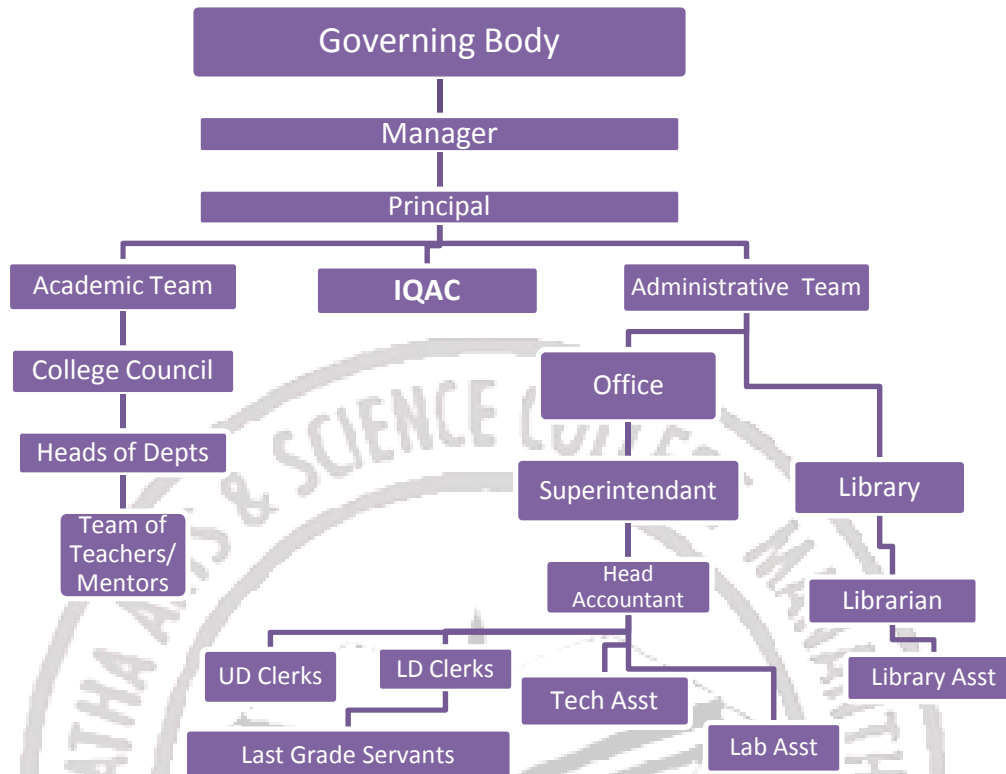 Governing Body
Manager
Principal
Academic Team
IQAC
Administrative Team
College Council
Office
Heads of Depts
Superintendant
Library
Team of
Teachers/
Mentors
Head
Accountant
Librarian
UD Clerks
LD Clerks
Tech Asst
Library Asst
Last Grade Servants
Lab Asst
& SCIENCE